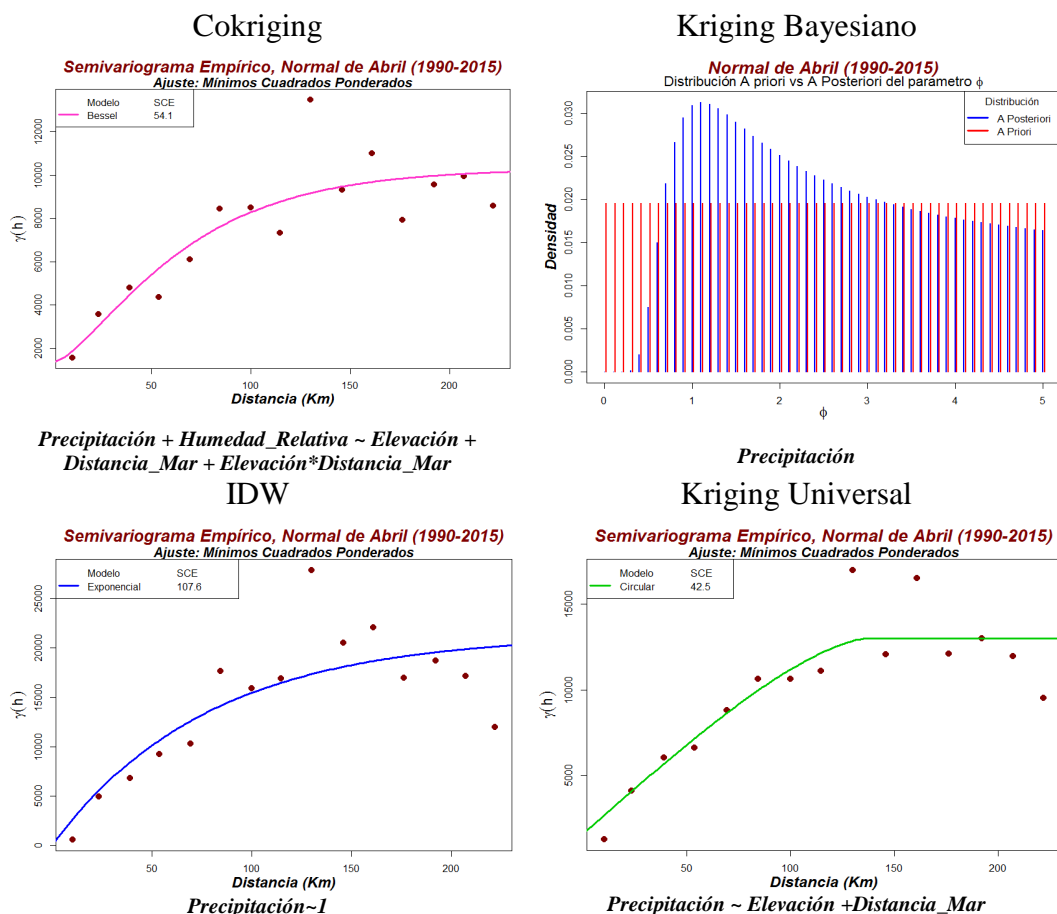 Cokriging
Semivariograma Empírico, Normal de Abril (1990-2015)
Ajuste: Mínimos Cuadrados Ponderados
Modelo SCE
Bessel 54.1
γ(h)
12000
10000
8000
6000
4000
2000
50 100 150 200
Distancia (Km)
Precipitación + Humedad_Relativa ~ Elevación +
Distancia_Mar + Elevación*Distancia_Mar
Kriging Bayesiano
Normal de Abril (1990-2015)
Distribución A priori vs A Posteriori del parametro ϕ
Distribución
A Posteriori
A Priori
Densidad
0.030
0.025
0.020
0.015
0.010
0.005
0.000
0 1 2 3 4 5
ϕ
Precipitación
IDW
Semivariograma Empírico, Normal de Abril (1990-2015)
Ajuste: Mínimos Cuadrados Ponderados
Modelo SCE
Exponencial 107.6
γ(h)
25000
20000
15000
10000
5000
0
50 100 150 200
Distancia (Km)
Precipitación~1
Kriging Universal
Semivariograma Empírico, Normal de Abril (1990-2015)
Ajuste: Mínimos Cuadrados Ponderados
Modelo SCE
Circular 42.5
γ(h)
15000
10000
5000
50 100 150 200
Distancia (Km)
Precipitación ~ Elevación +Distancia_Mar